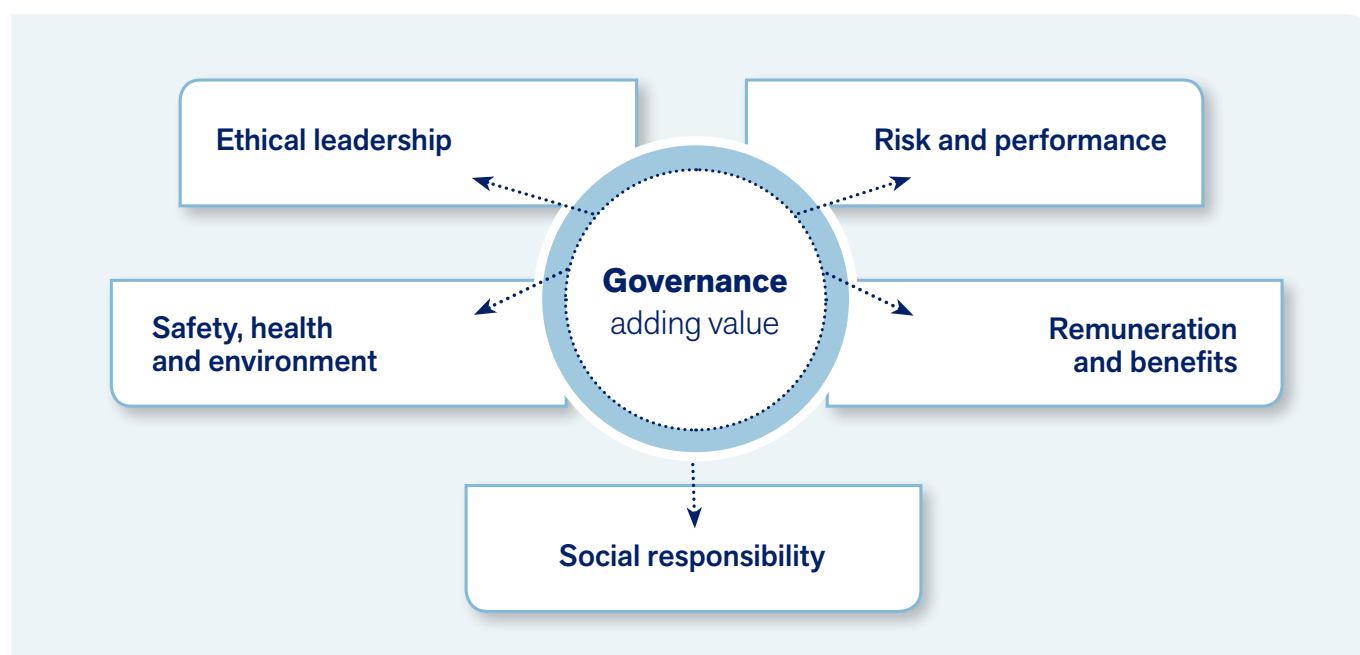 Ethical leadership
Risk and performance
Governance
adding value
Safety, health
and environment
Remuneration
and benefits
Social responsibility